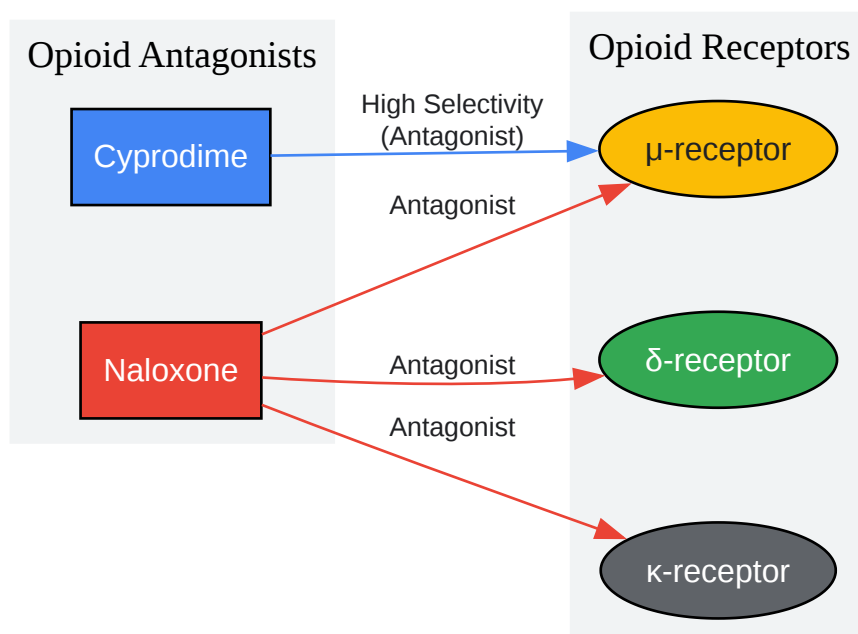 Opioid Antagonists
Opioid Receptors
High Selectivity
(Antagonist)
Cyprodime
μ-receptor
Antagonist
Naloxone
Antagonist
δ-receptor
Antagonist
κ-receptor